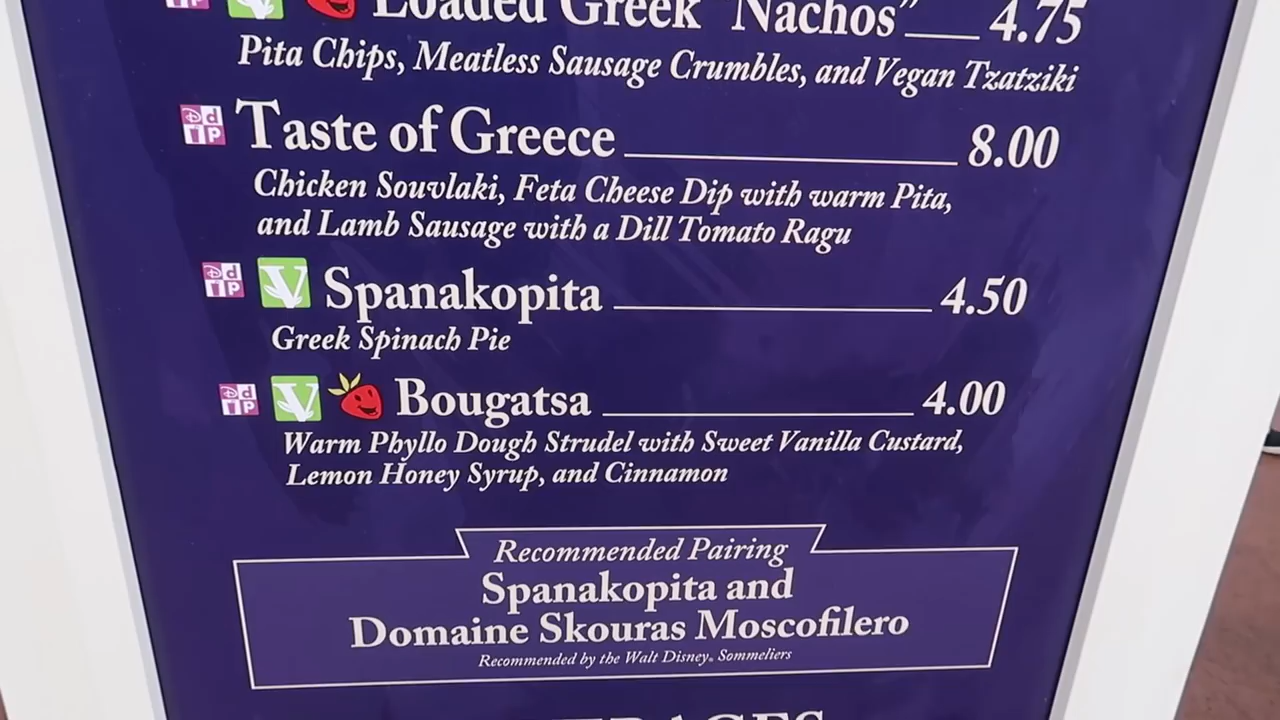 Loaded Greek "Nachos" 4.75
Pita Chips, Meatless Sausage Crumbles, and Vegan Tzatziki
DdIP Taste of Greece 8.00
Chicken Souvlaki, Feta Cheese Dip with warm Pita,
and Lamb Sausage with a Dill Tomato Ragu
DdIP V Spanakopita 4.50
Greek Spinach Pie
DdIP V Bougatsa 4.00
Warm Phyllo Dough Strudel with Sweet Vanilla Custard,
Lemon Honey Syrup, and Cinnamon
Recommended Pairing
Spanakopita and
Domaine Skouras Moscofilero
Recommended by the Walt Disney® Sommeliers